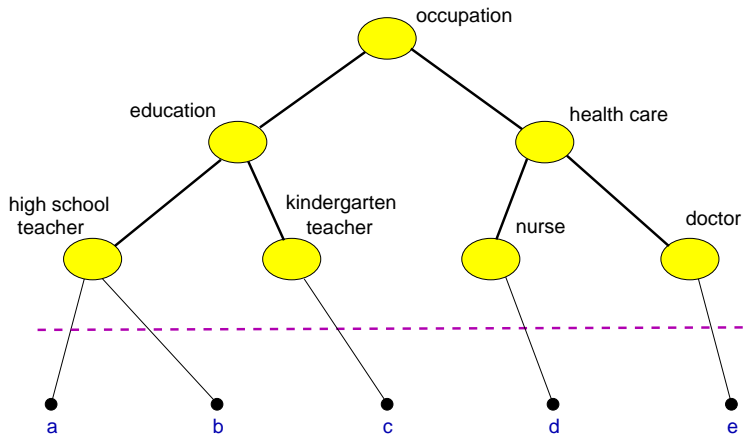 occupation
education
health care
high school
teacher
kindergarten
teacher
nurse
doctor
a
b
c
d
e